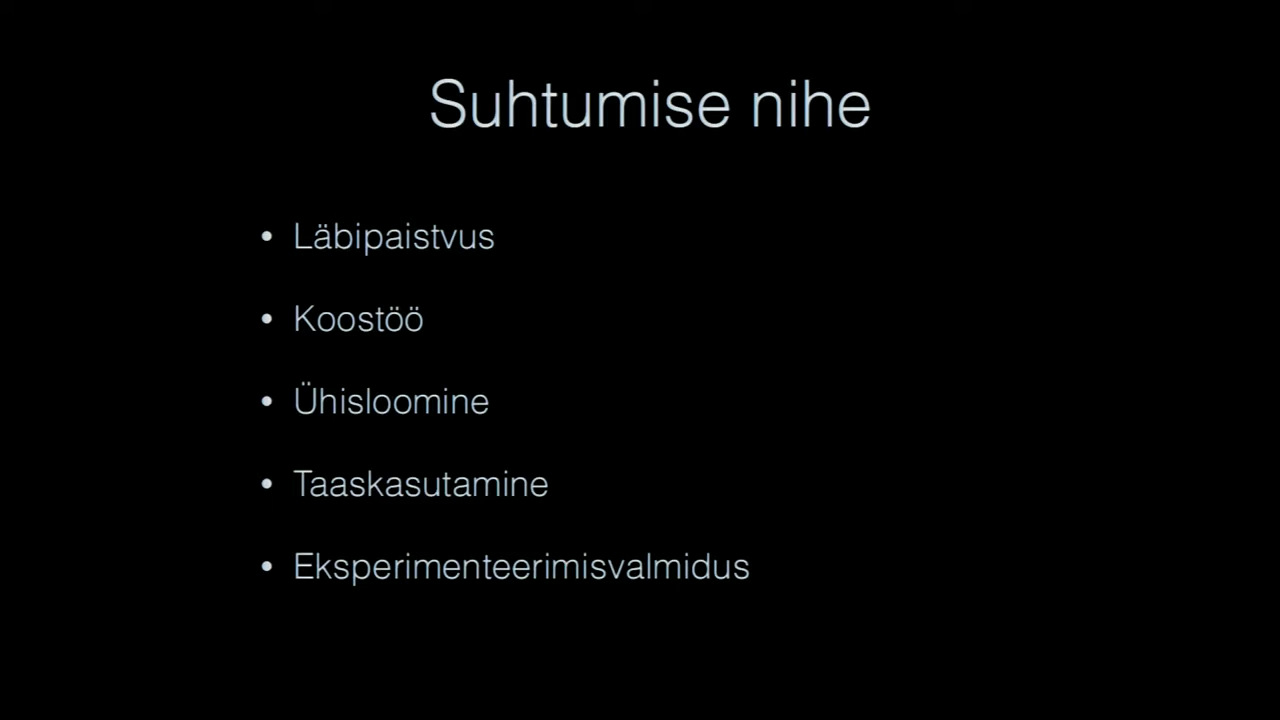 Suhtumise nihe
• Läbipaistvus
• Koostöö
• Ühisloomine
• Taaskasutamine
• Eksperimenteerimisvalmidus